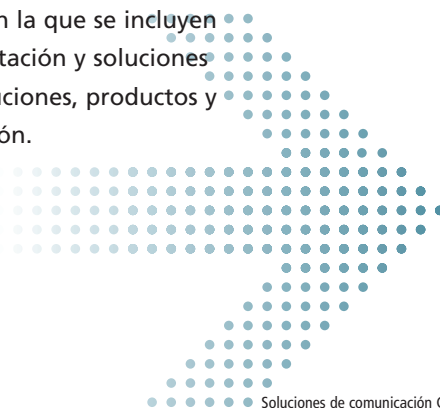 la que se incluyen
tación y soluciones
uciones, productos y
ón.
Soluciones de comunicación